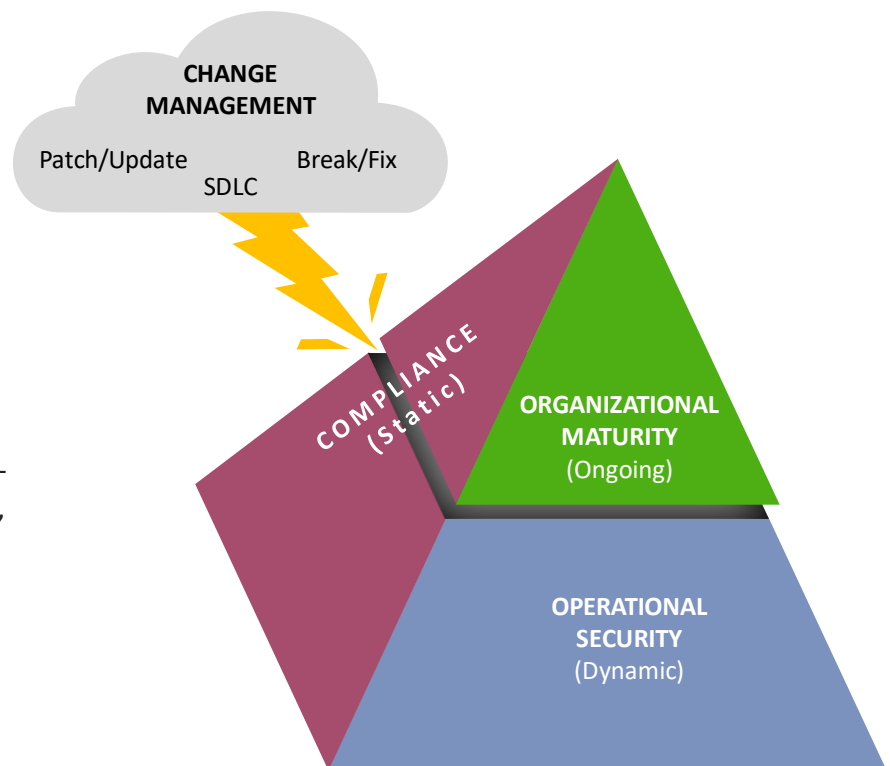 CHANGE
MANAGEMENT
Patch/Update
Break/Fix
SDLC
COMPLIANCE
(Static)
ORGANIZATIONAL
MATURITY
(Ongoing)
OPERATIONAL
SECURITY
(Dynamic)